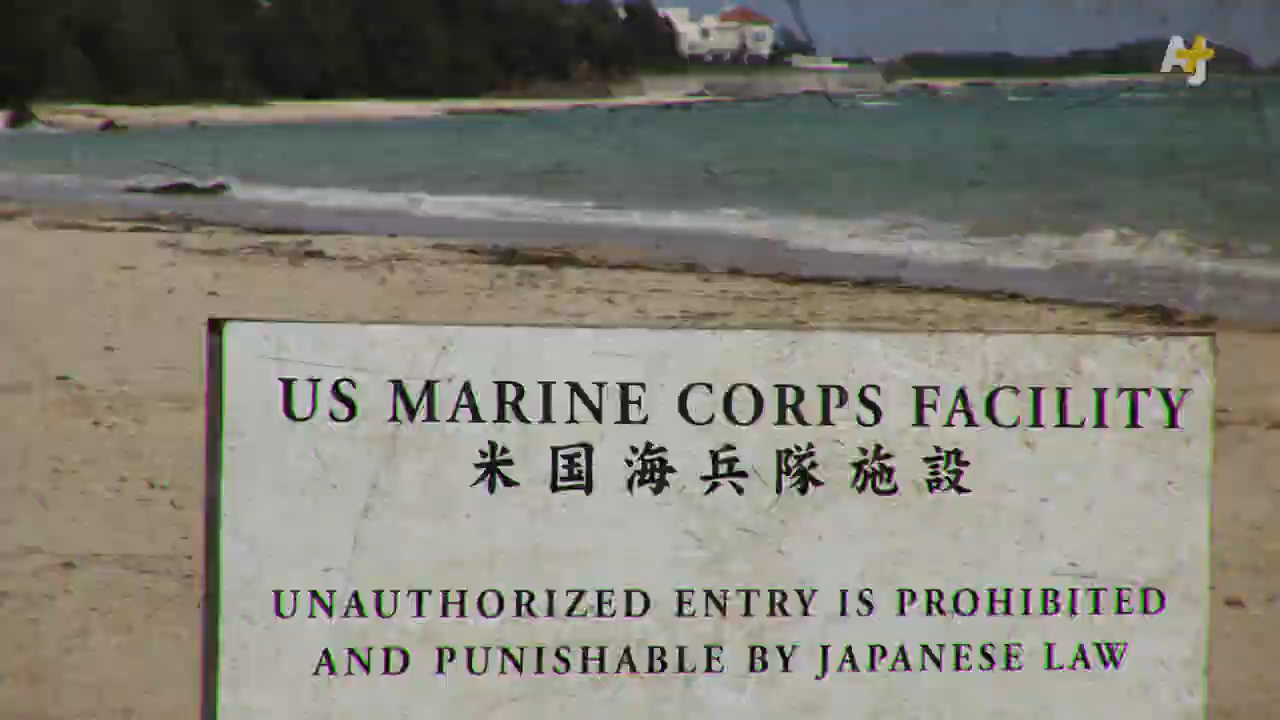 AJ+
US MARINE CORPS FACILITY
米国海兵隊施設
UNAUTHORIZED ENTRY IS PROHIBITED
AND PUNISHABLE BY JAPANESE LAW